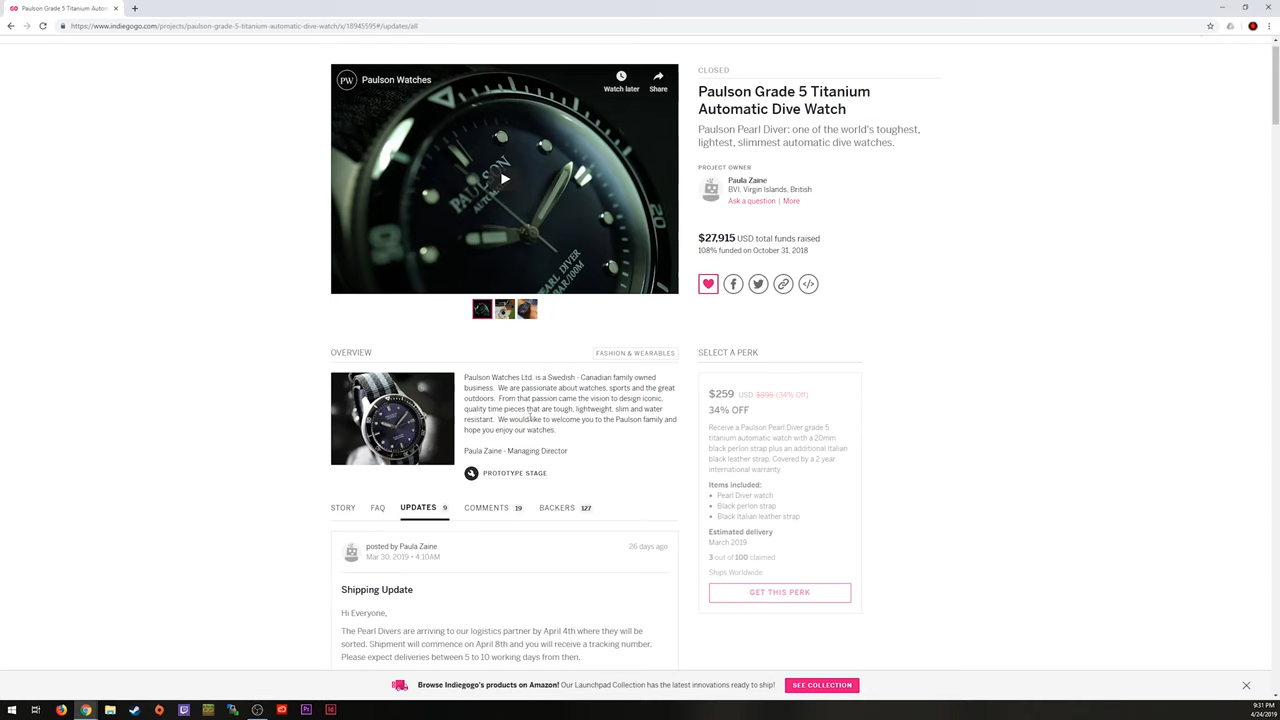 Paulson Grade 5 Titanium Autom
https://www.indiegogo.com/projects/paulson-grade-5-titanium-automatic-dive-watch/x/18945595#/updates/all
PW Paulson Watches
Watch later
Share
PAULSON
AUTOMATIC
20
PEARL DIVER
BAR/100M
CLOSED
Paulson Grade 5 Titanium
Automatic Dive Watch
Paulson Pearl Diver: one of the world's toughest,
lightest, slimmest automatic dive watches.
PROJECT OWNER
Paula Zaine
BVI, Virgin Islands, British
Ask a question | More
$27,915 USD total funds raised
108% funded on October 31, 2018
OVERVIEW
FASHION & WEARABLES
Paulson Watches Ltd. is a Swedish - Canadian family owned
business. We are passionate about watches, sports and the great
outdoors. From that passion came the vision to design iconic,
quality time pieces that are tough, lightweight, slim and water
resistant. We would like to welcome you to the Paulson family and
hope you enjoy our watches.
Paula Zaine - Managing Director
PROTOTYPE STAGE
STORY FAQ UPDATES 9 COMMENTS 19 BACKERS 127
posted by Paula Zaine
26 days ago
Mar 30, 2019 • 4:10AM
Shipping Update
Hi Everyone,
The Pearl Divers are arriving to our logistics partner by April 4th where they will be
sorted. Shipment will commence on April 8th and you will receive a tracking number.
Please expect deliveries between 5 to 10 working days from then.
SELECT A PERK
$259 USD $395 (34% Off)
34% OFF
Receive a Paulson Pearl Diver grade 5
titanium automatic watch with a 20mm
black perlon strap plus an additional Italian
black leather strap. Covered by a 2 year
international warranty.
Items included:
• Pearl Diver watch
• Black perlon strap
• Black Italian leather strap
Estimated delivery
March 2019
3 out of 100 claimed
Ships Worldwide
GET THIS PERK
Browse Indiegogo's products on Amazon! Our Launchpad Collection has the latest innovations ready to ship!
SEE COLLECTION
9:31 PM
4/24/2019